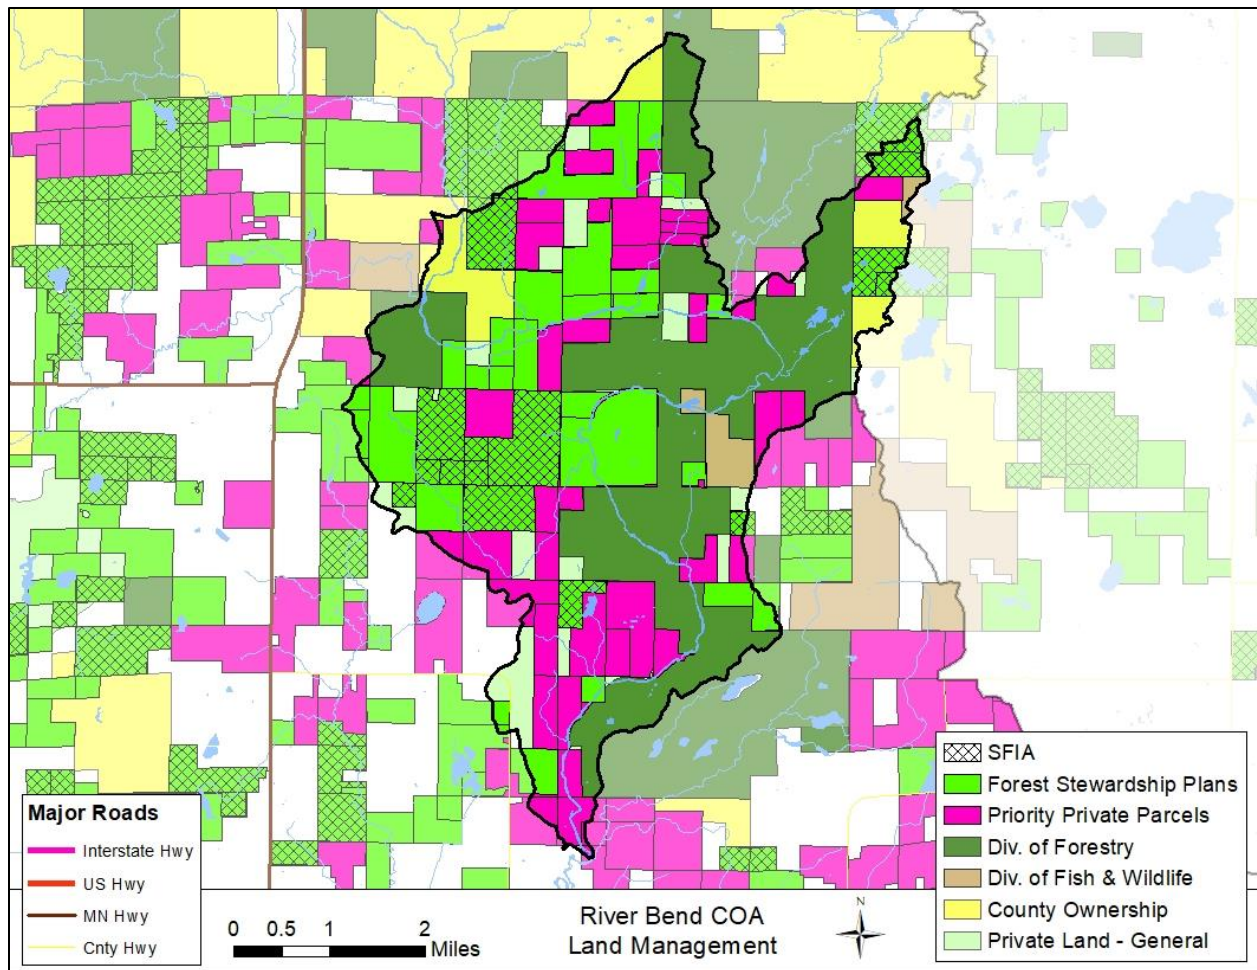 SFIA
Forest Stewardship Plans
Priority Private Parcels
Div. of Forestry
Div. of Fish & Wildlife
County Ownership
Private Land - General
Major Roads
Interstate Hwy
US Hwy
MN Hwy
Cnty Hwy
0 0.5 1 2
Miles
River Bend COA
Land Management
N